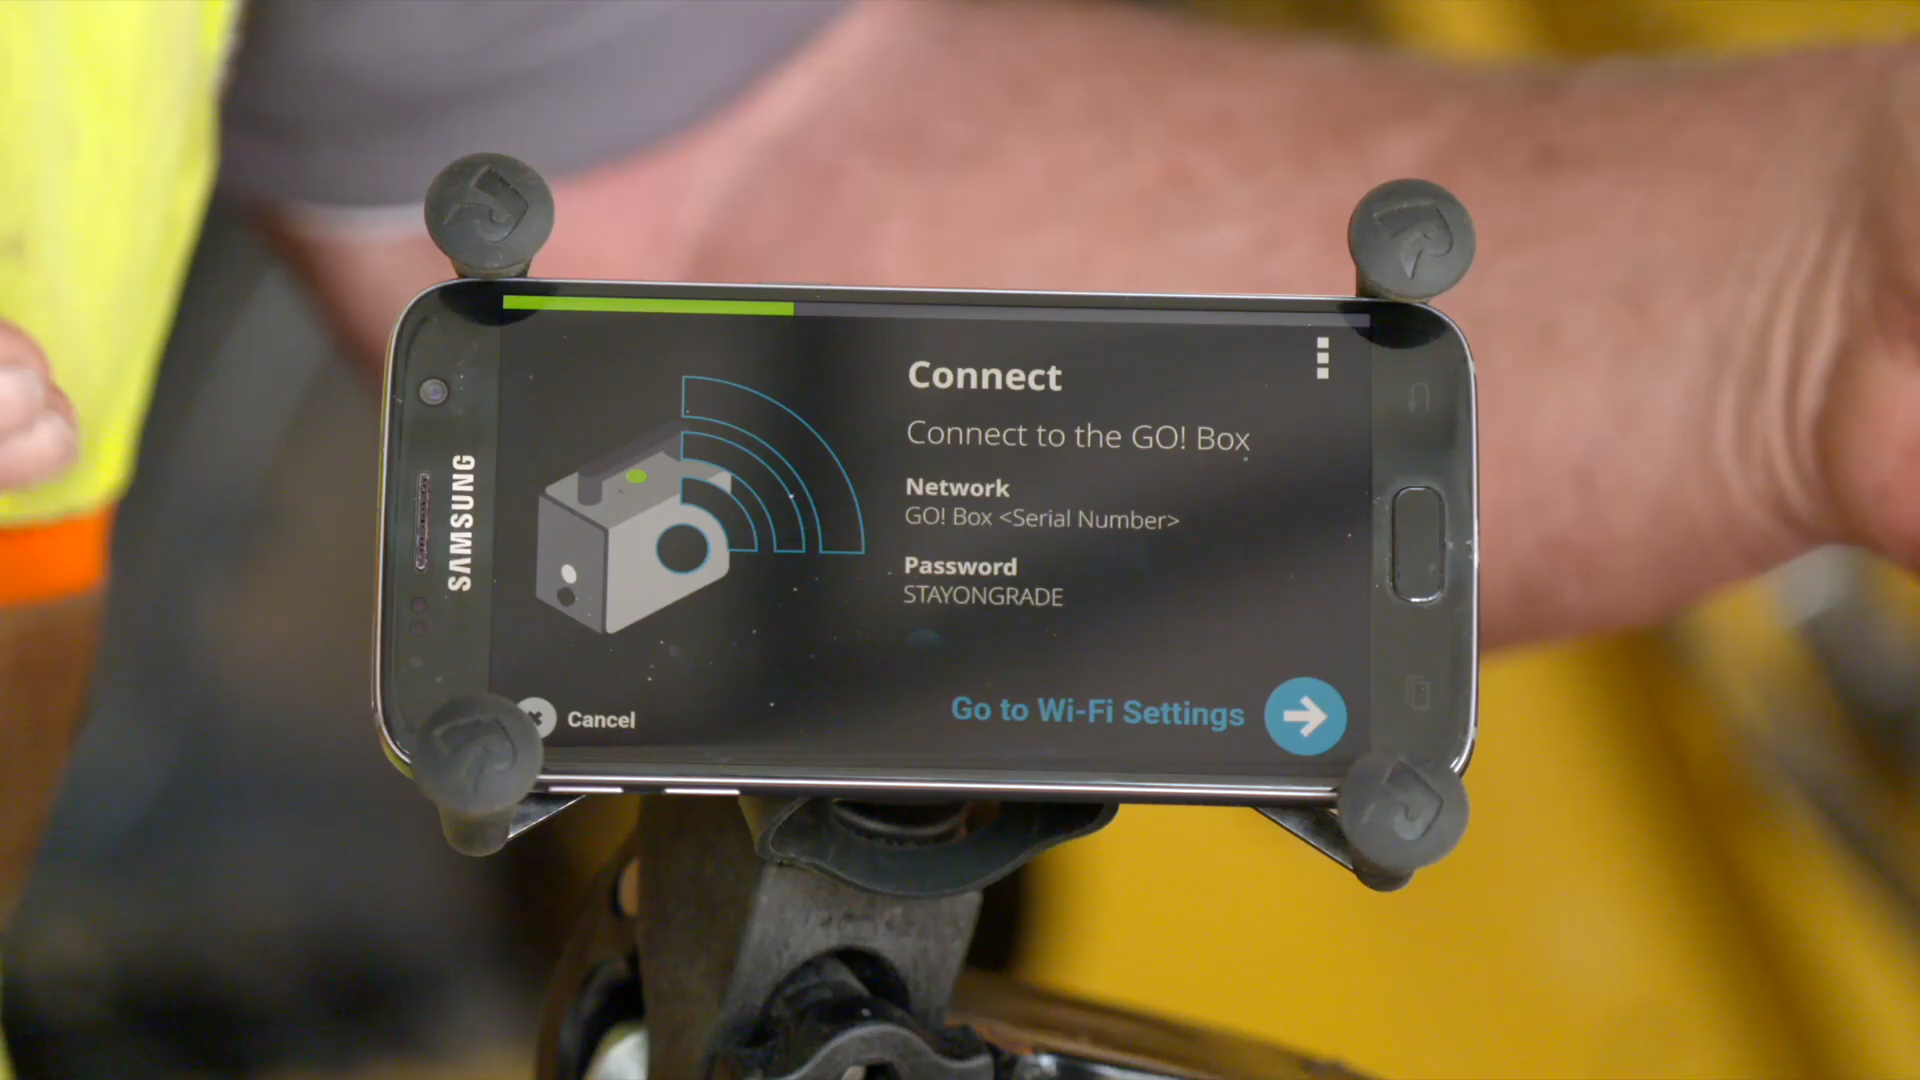 SAMSUNG
Connect
Connect to the GO! Box
Network
GO! Box <Serial Number>
Password
STAYONGRADE
Cancel
Go to Wi-Fi Settings